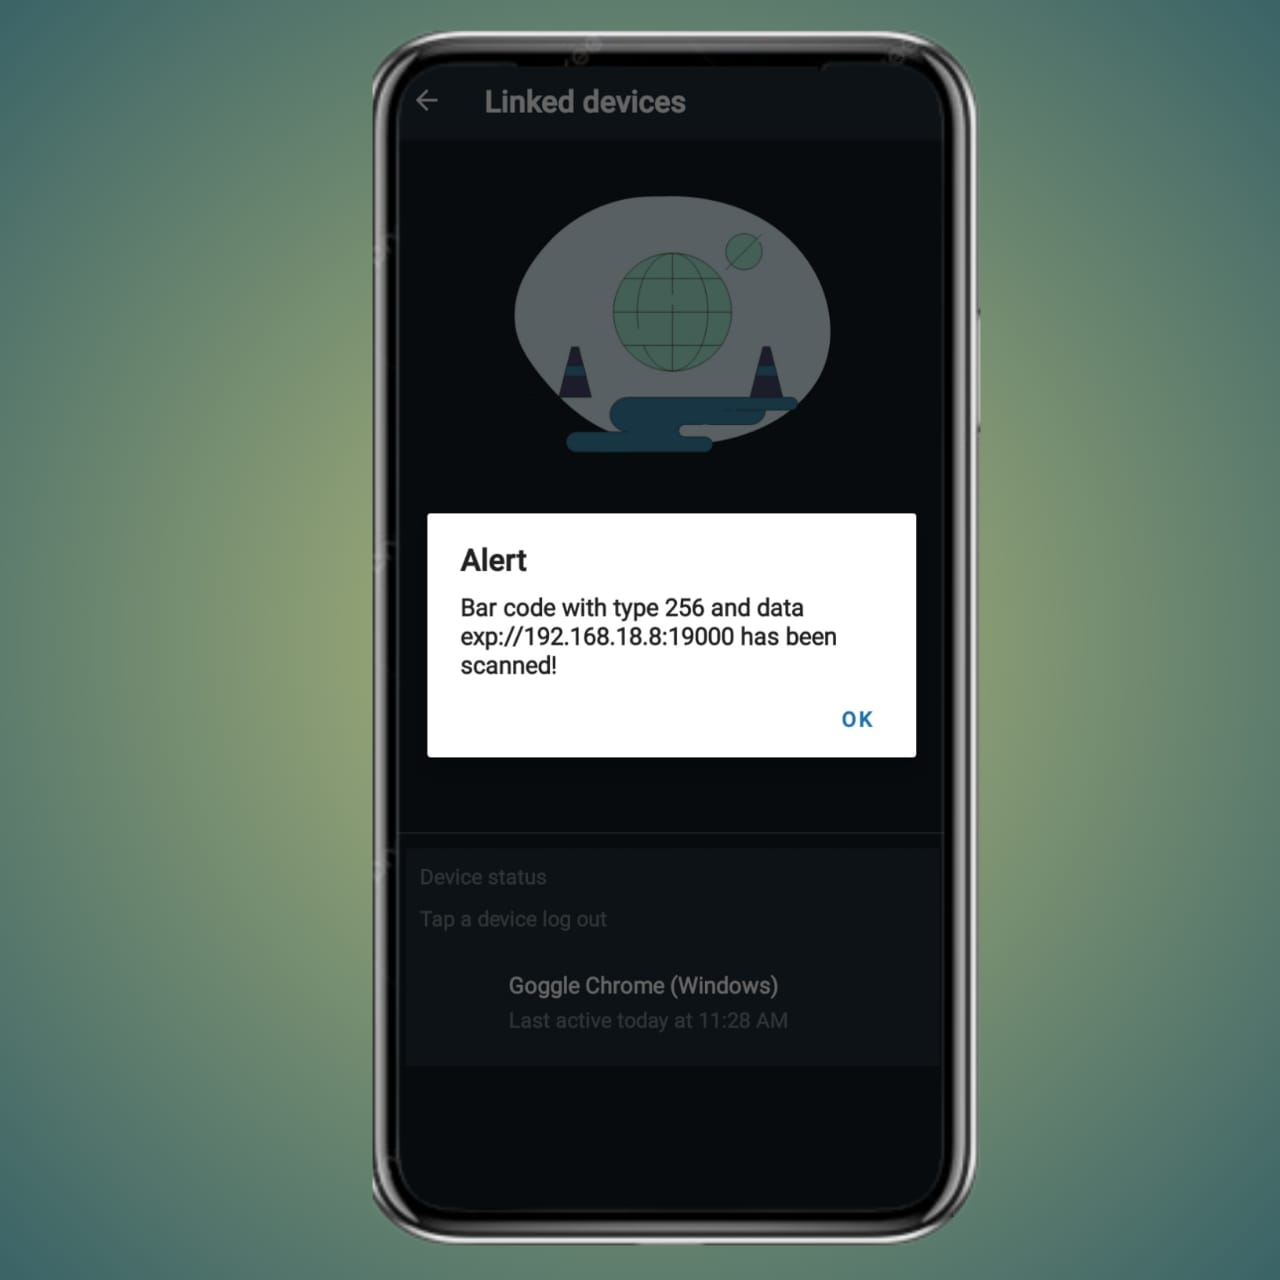 Linked devices
Alert
Bar code with type 256 and data
exp://192.168.18.8:19000 has been
scanned!
OK
Device status
Tap a device log out
Goggle Chrome (Windows)
Last active today at 11:28 AM